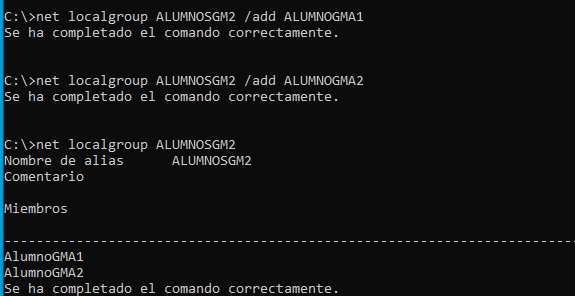 C:\>net localgroup ALUMNOSGM2 /add ALUMNOGMA1
Se ha completado el comando correctamente.
C:\>net localgroup ALUMNOSGM2 /add ALUMNOGMA2
Se ha completado el comando correctamente.
C:\>net localgroup ALUMNOSGM2
Nombre de alias      ALUMNOSGM2
Comentario
Miembros
-------------------------------------------------------------------------
AlumnoGMA1
AlumnoGMA2
Se ha completado el comando correctamente.